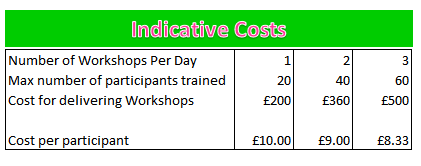 Indicative Costs
Number of Workshops Per Day 1 2 3
Max number of participants trained 20 40 60
Cost for delivering Workshops £200 £360 £500
Cost per participant £10.00 £9.00 £8.33